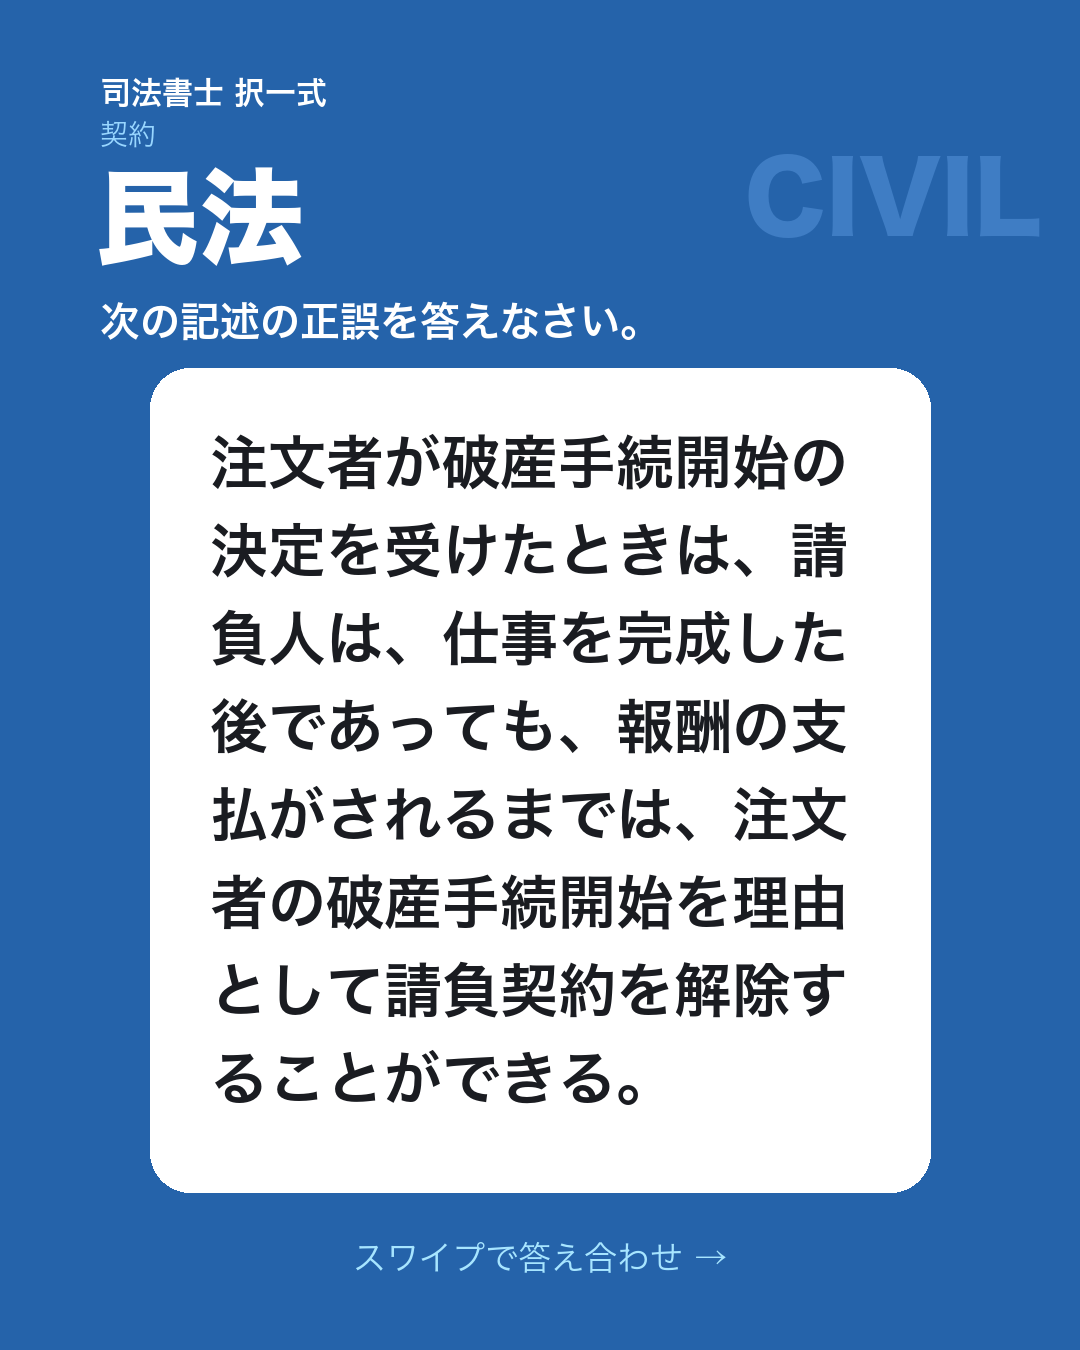 司法書士 択一式
契約
民法
CIVIL
次の記述の正誤を答えなさい。
注文者が破産手続開始の
決定を受けたときは、請
負人は、仕事を完成した
後であっても、報酬の支
払がされるまでは、注文
者の破産手続開始を理由
として請負契約を解除す
ることができる。
スワイプで答え合わせ →